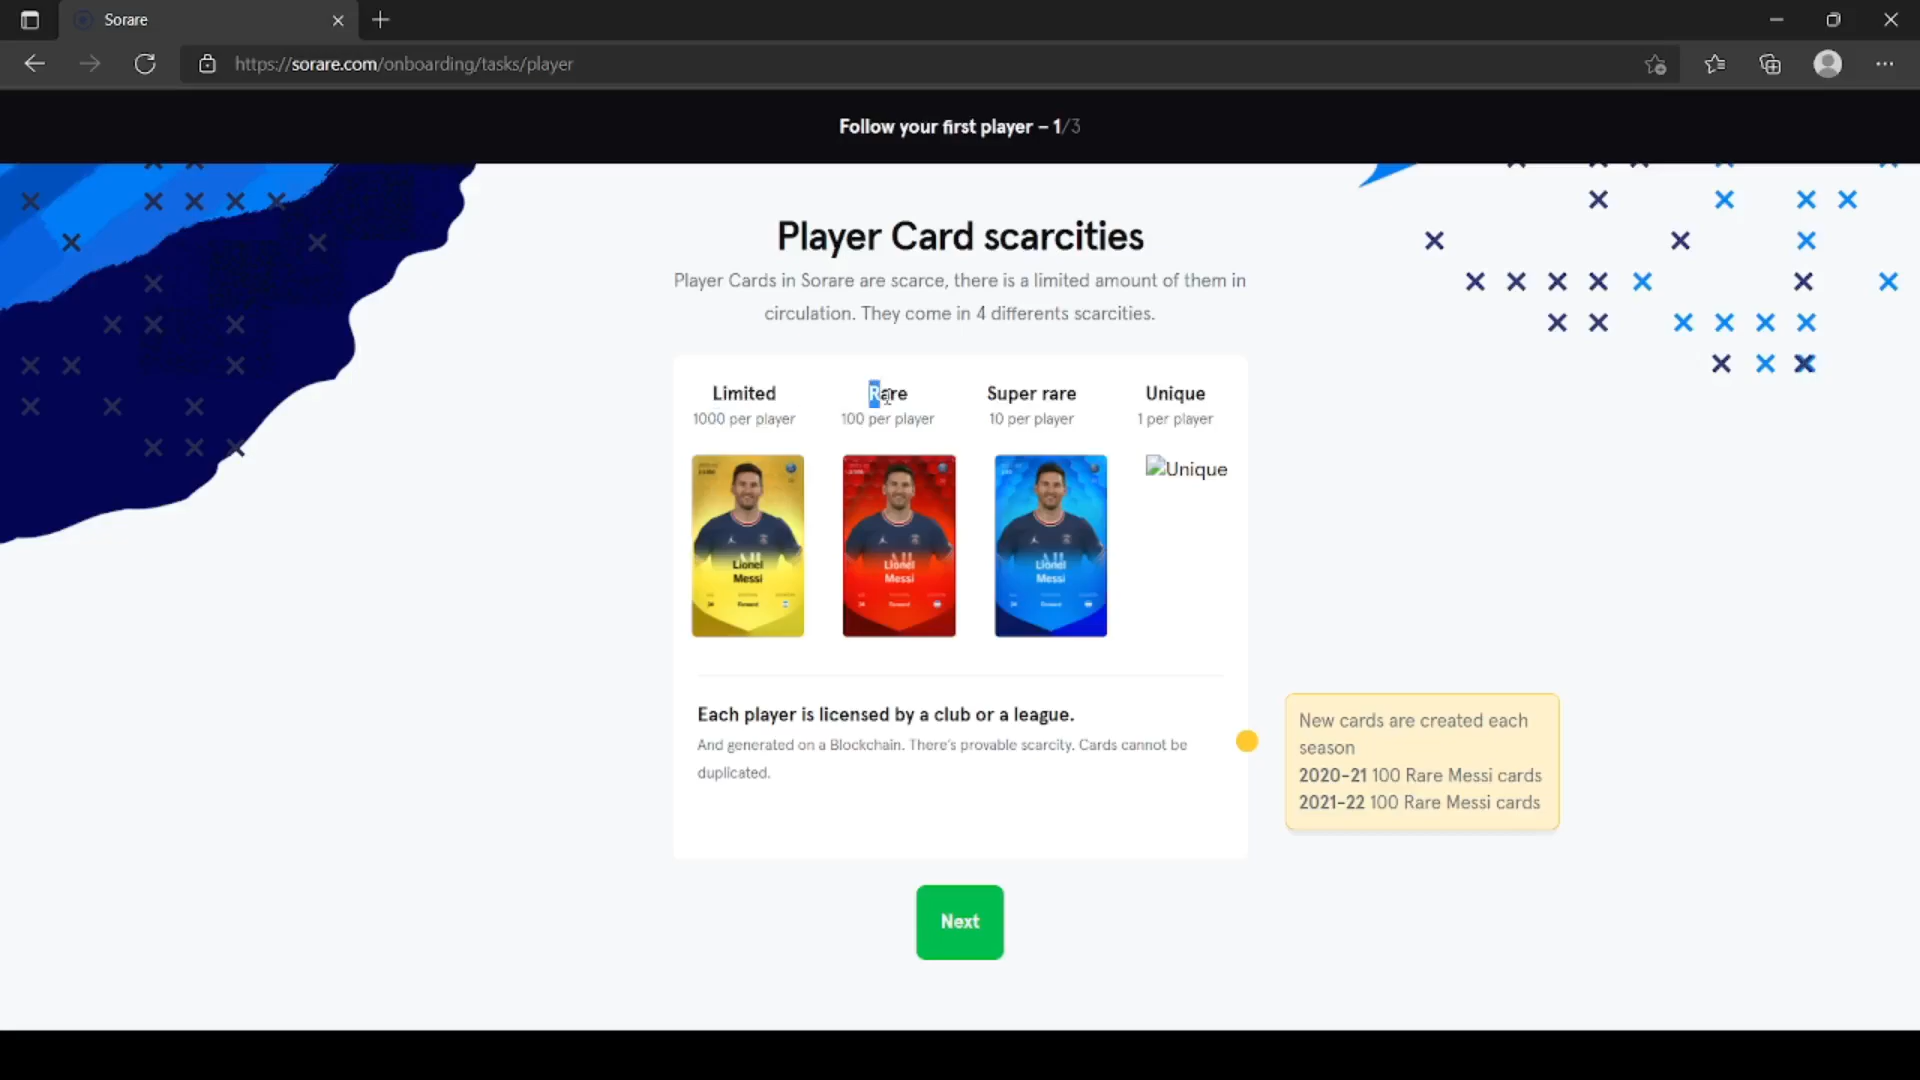 Sorare
https://sorare.com/onboarding/tasks/player
Follow your first player – 1/3
Player Card scarcities
Player Cards in Sorare are scarce, there is a limited amount of them in
circulation. They come in 4 differents scarcities.
Limited
1000 per player
Rare
100 per player
Super rare
10 per player
Unique
1 per player
Lionel
Messi
Forward
Lionel
Messi
Forward
Lionel
Messi
Forward
Unique
Each player is licensed by a club or a league.
And generated on a Blockchain. There's provable scarcity. Cards cannot be
duplicated.
New cards are created each
season
2020-21 100 Rare Messi cards
2021-22 100 Rare Messi cards
Next